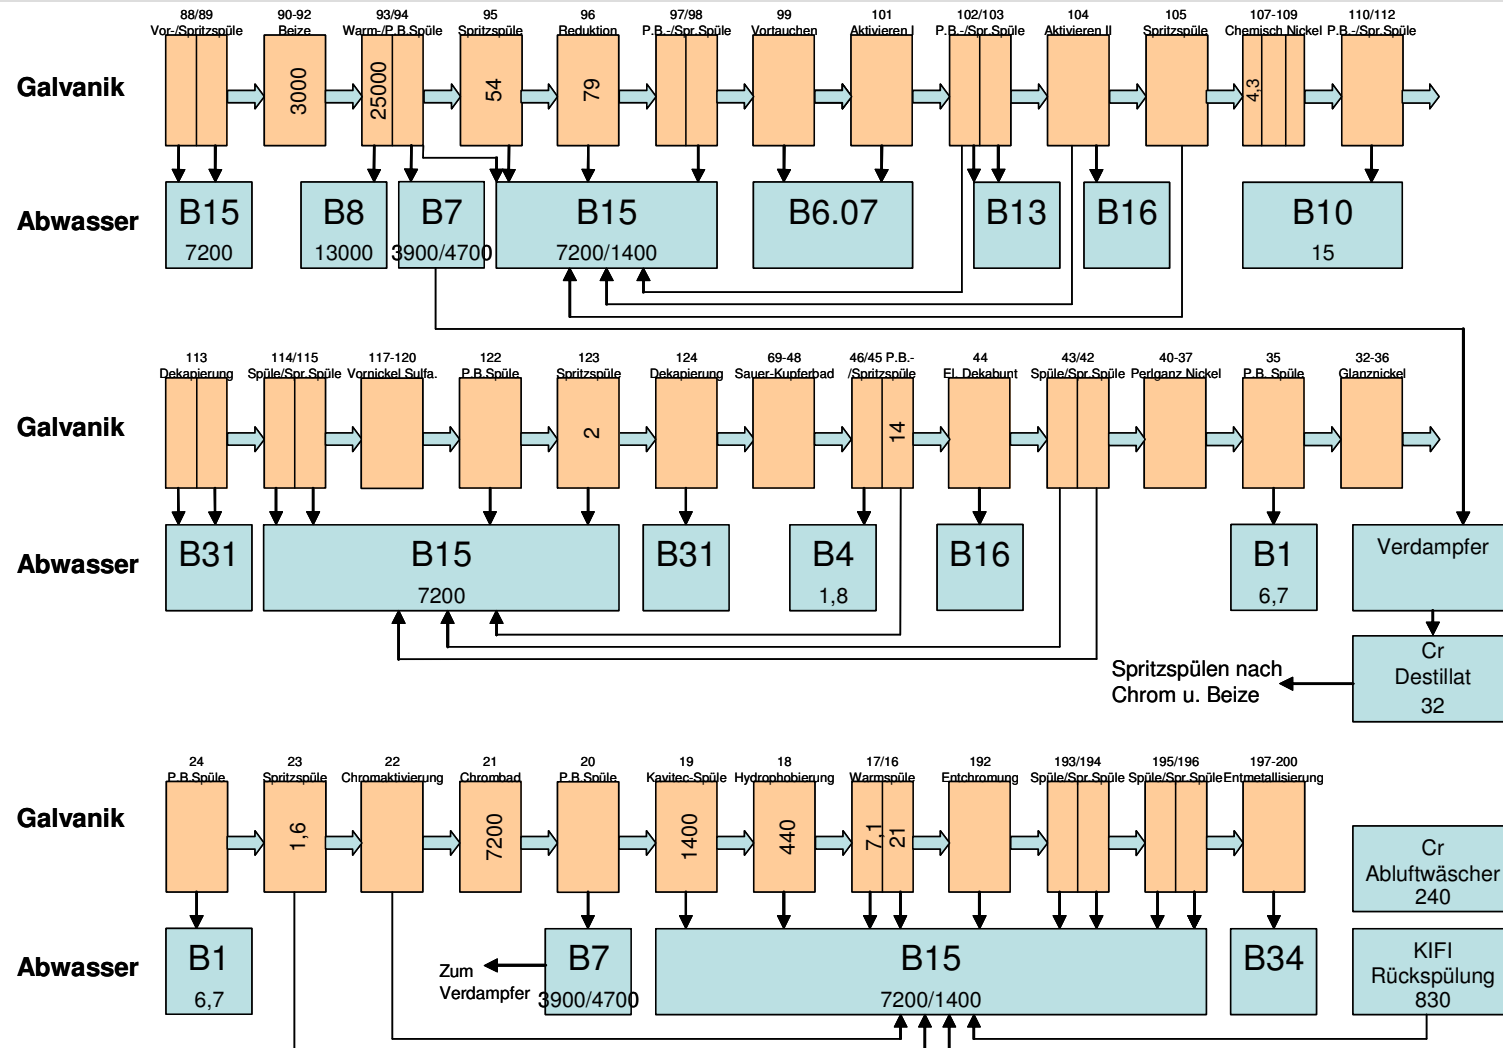 88/89
Vor-/Spritzspüle
90-92
Beize
93/94
Warm-/P.B.Spüle
95
Spritzspüle
96
Reduktion
97/98
P.B.-/Spr.Spüle
99
Vortauchen
101
Aktivieren I
102/103
P.B.-/Spr.Spüle
104
Aktivieren II
105
Spritzspüle
107-109
Chemisch Nickel
110/112
P.B.-/Spr.Spüle
Galvanik
3000
25000
54
79
4,3
Abwasser
B15
7200
B8
13000
B7
3900/4700
B15
7200/1400
B6.07
B13
B16
B10
15
113
Dekapierung
114/115
Spüle/Spr.Spüle
117-120
Vornickel Sulfa.
122
P.B.Spüle
123
Spritzspüle
124
Dekapierung
69-48
Sauer-Kupferbad
46/45 P.B.-
/Spritzspüle
44
El. Dekabunt
43/42
Spüle/Spr.Spüle
40-37
Perlganz Nickel
35
P.B. Spüle
32-36
Glanznickel
Galvanik
2
14
Abwasser
B31
B15
7200
B31
B4
1,8
B16
B1
6,7
Verdampfer
Cr
Destillat
32
Spritzspülen nach
Chrom u. Beize
24
P.B.Spüle
23
Spritzspüle
22
Chromaktivierung
21
Chrombad
20
P.B.Spüle
19
Kavitec-Spüle
18
Hydrophobierung
17/16
Warmspüle
192
Entchromung
193/194
Spüle/Spr.Spüle
195/196
Spüle/Spr.Spüle
197-200
Entmetallisierung
Galvanik
1,6
7200
1400
440
7,1
21
Cr
Abluftwäscher
240
Abwasser
B1
6,7
Zum
Verdampfer
B7
3900/4700
B15
7200/1400
B34
KIFI
Rückspülung
830